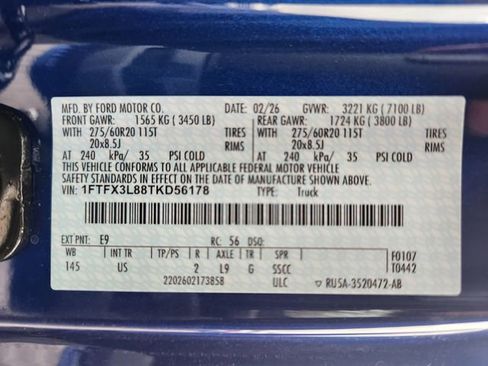 MFD. BY FORD MOTOR CO. DATE: 02/26 GVWR: 3221 KG ( 7100 LB)
FRONT GAWR: 1565 KG ( 3450 LB) REAR GAWR: 1724 KG ( 3800 LB)
WITH 275/60R20 115T TIRES WITH 275/60R20 115T TIRES
20x8.5J RIMS 20x8.5J RIMS
AT 240 kPa/ 35 PSI COLD AT 240 kPa/ 35 PSI COLD
THIS VEHICLE CONFORMS TO ALL APPLICABLE FEDERAL MOTOR VEHICLE
SAFETY STANDARDS IN EFFECT ON THE DATE OF MANUFACTURE SHOWN ABOVE.
VIN: 1FTFX3L88TKD56178 TYPE: Truck
EXT PNT: E9 RC: 56 DSO: F0107
WB INT TR TP/PS R AXLE TR SPR T0442
145 US 2 L9 G SSCC
2202602173858 ULC RU5A-3520472-AB